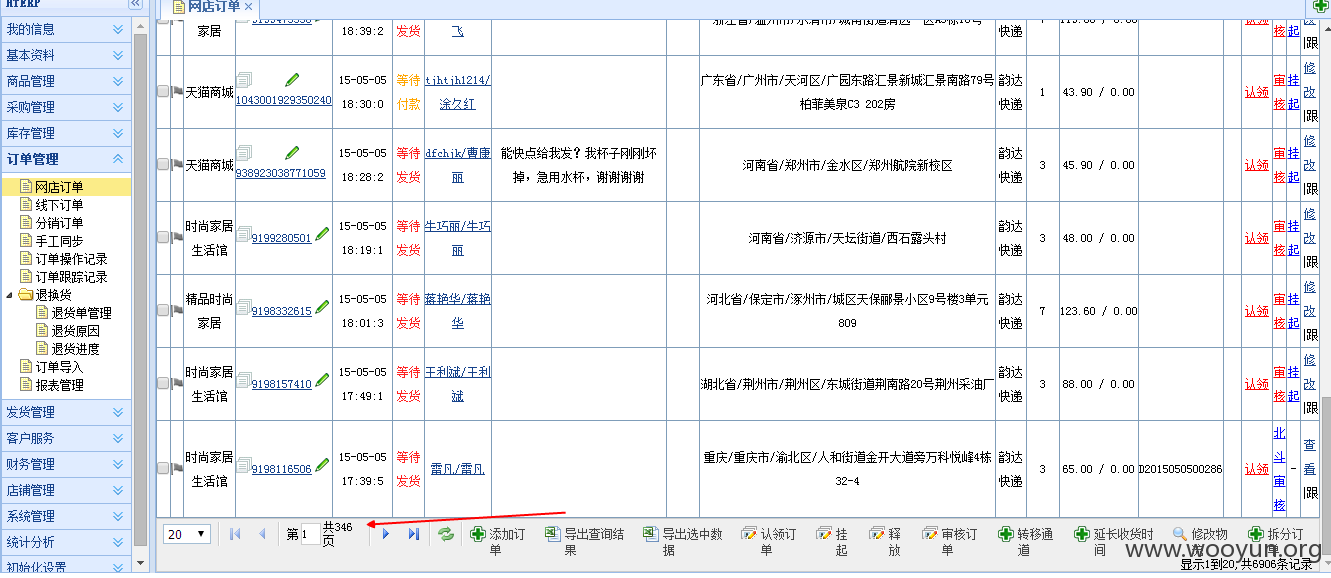 HTERP
网店订单
我的信息
基本资料
商品管理
采购管理
库存管理
订单管理
网店订单
线下订单
分销订单
手工同步
订单操作记录
订单跟踪记录
退换货
退货单管理
退货原因
退货进度
订单导入
报表管理
发货管理
客户服务
财务管理
店铺管理
系统管理
统计分析
初始化设置
家居
18:39:2
发货
飞
快递
认领
核 起
|跟
天猫商城
1043001929350240
15-05-05
18:30:0
等待
付款
tjhtjh1214/
涂欠红
广东省/广州市/天河区/广园东路汇景新城汇景南路79号
柏菲美泉C3 202房
韵达
快递
1
43.90 / 0.00
认领
审 挂
核 起
修
改
|跟
天猫商城
938923038771059
15-05-05
18:28:2
等待
发货
dfchjk/曹康
丽
能快点给我发？我杯子刚刚坏
掉，急用水杯，谢谢谢谢
河南省/郑州市/金水区/郑州航院新校区
韵达
快递
3
45.90 / 0.00
认领
审 挂
核 起
修
改
|跟
时尚家居
生活馆
9199280501
15-05-05
18:19:1
等待
发货
牛巧丽/牛巧
丽
河南省/济源市/天坛街道/西石露头村
韵达
快递
3
48.00 / 0.00
认领
审 挂
核 起
修
改
|跟
精品时尚
家居
9198332615
15-05-05
18:01:3
等待
发货
蒋艳华/蒋艳
华
河北省/保定市/涿州市/城区天保郦景小区9号楼3单元
809
韵达
快递
7
123.60 / 0.00
认领
审 挂
核 起
修
改
|跟
时尚家居
生活馆
9198157410
15-05-05
17:49:1
等待
发货
王利斌/王利
斌
湖北省/荆州市/荆州区/东城街道荆南路20号荆州采油厂
韵达
快递
3
88.00 / 0.00
认领
审 挂
核 起
修
改
|跟
时尚家居
生活馆
9198116506
15-05-05
17:39:5
等待
发货
雷凡/雷凡
重庆/重庆市/渝北区/人和街道金开大道旁万科悦峰4栋
32-4
韵达
快递
3
65.00 / 0.00
D2015050500286
认领
北
斗
审
核
-
查
看
|跟
20
第 1 共346
页
添加订
单
导出查询结
果
导出选中数
据
认领订
单
挂
起
释
放
审核订
单
转移通
道
延长收货时
间
修改物
拆分订
www.wooyun.org
显示1到20, 共6906条记录